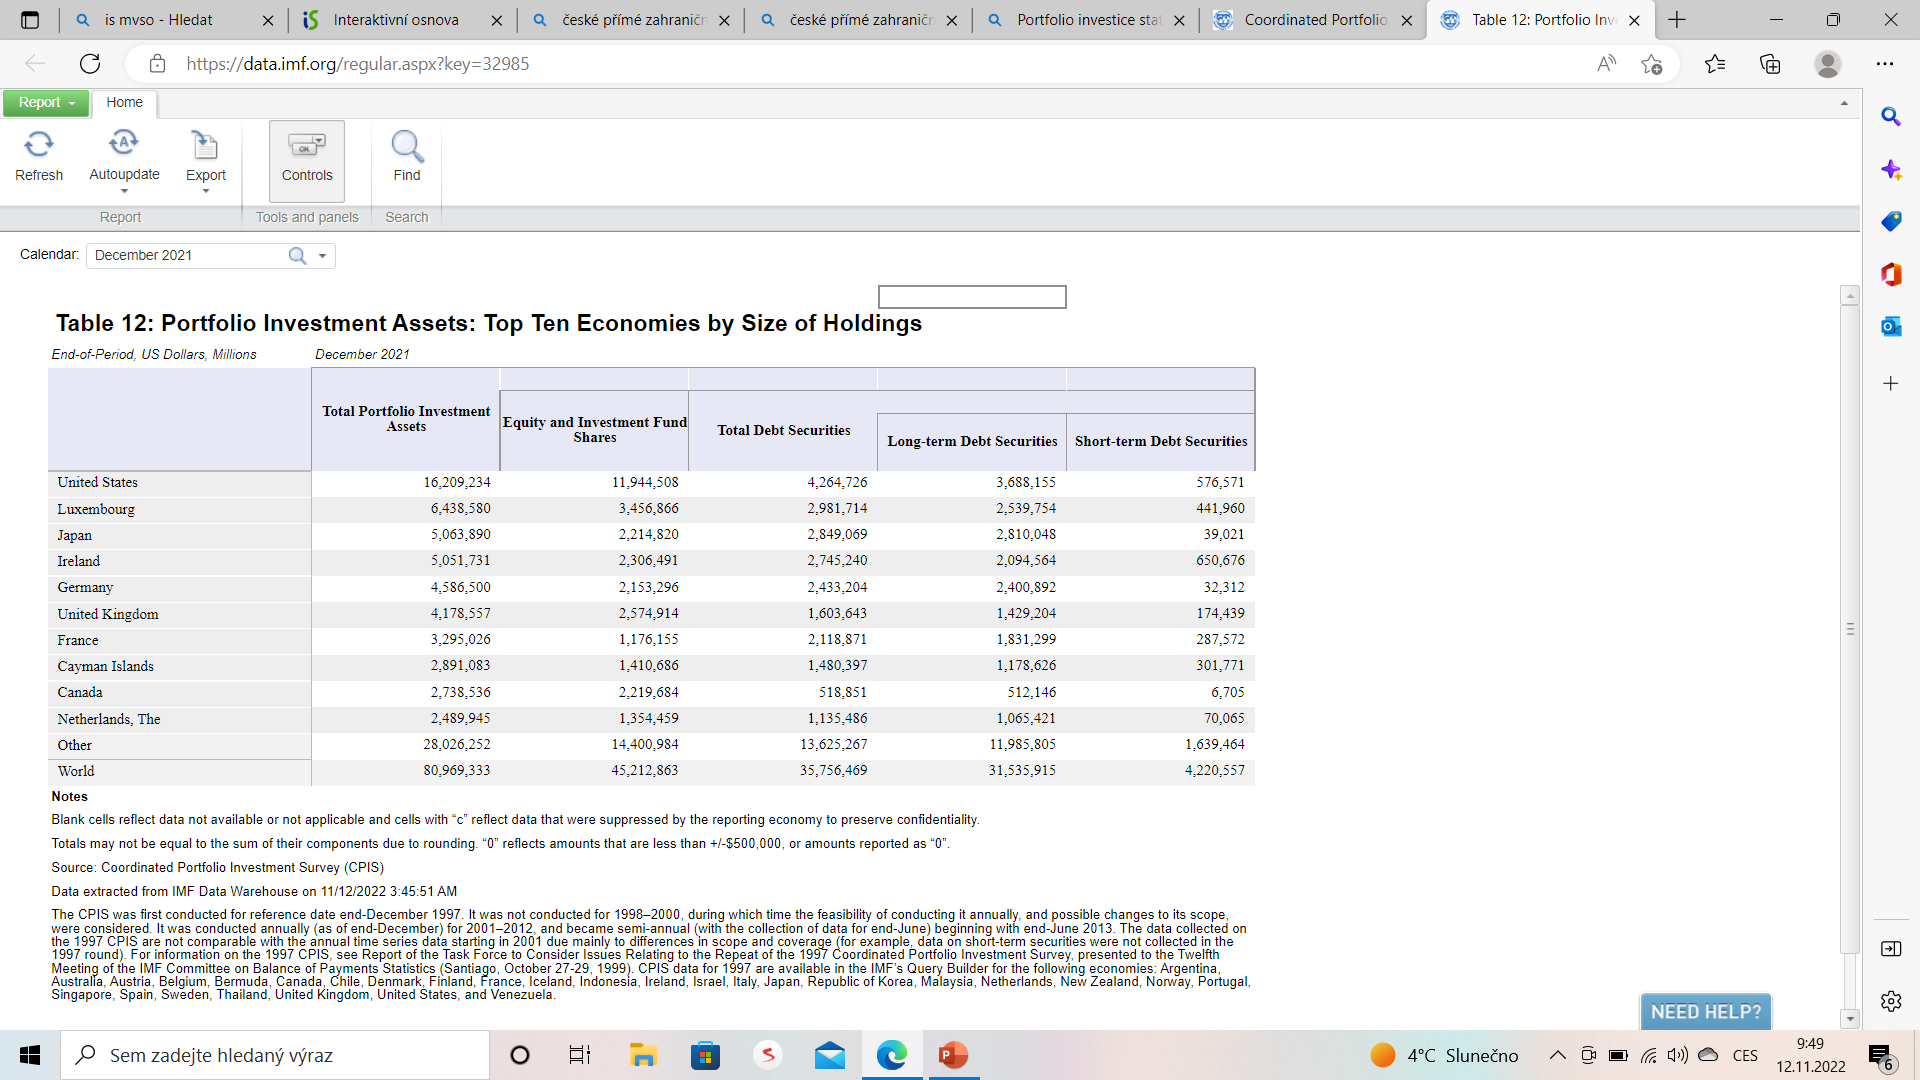 is mvso - Hledat
Interaktivní osnova
české přímé zahraničn
české přímé zahraničn
Portfolio investice stat
Coordinated Portfolio
Table 12: Portfolio Inve
https://data.imf.org/regular.aspx?key=32985
Report
Home
Refresh
Autoupdate
Export
Controls
Find
Report
Tools and panels
Search
Calendar:
December 2021
Table 12: Portfolio Investment Assets: Top Ten Economies by Size of Holdings
End-of-Period, US Dollars, Millions December 2021
Total Portfolio Investment Assets
Equity and Investment Fund Shares
Total Debt Securities
Long-term Debt Securities
Short-term Debt Securities
United States 16,209,234 11,944,508 4,264,726 3,688,155 576,571
Luxembourg 6,438,580 3,456,866 2,981,714 2,539,754 441,960
Japan 5,063,890 2,214,820 2,849,069 2,810,048 39,021
Ireland 5,051,731 2,306,491 2,745,240 2,094,564 650,676
Germany 4,586,500 2,153,296 2,433,204 2,400,892 32,312
United Kingdom 4,178,557 2,574,914 1,603,643 1,429,204 174,439
France 3,295,026 1,176,155 2,118,871 1,831,299 287,572
Cayman Islands 2,891,083 1,410,686 1,480,397 1,178,626 301,771
Canada 2,738,536 2,219,684 518,851 512,146 6,705
Netherlands, The 2,489,945 1,354,459 1,135,486 1,065,421 70,065
Other 28,026,252 14,400,984 13,625,267 11,985,805 1,639,464
World 80,969,333 45,212,863 35,756,469 31,535,915 4,220,557
Notes
Blank cells reflect data not available or not applicable and cells with “c” reflect data that were suppressed by the reporting economy to preserve confidentiality.
Totals may not be equal to the sum of their components due to rounding. “0” reflects amounts that are less than +/-$500,000, or amounts reported as “0”.
Source: Coordinated Portfolio Investment Survey (CPIS)
Data extracted from IMF Data Warehouse on 11/12/2022 3:45:51 AM
The CPIS was first conducted for reference date end-December 1997. It was not conducted for 1998–2000, during which time the feasibility of conducting it annually, and possible changes to its scope,
were considered. It was conducted annually (as of end-December) for 2001–2012, and became semi-annual (with the collection of data for end-June) beginning with end-June 2013. The data collected on
the 1997 CPIS are not comparable with the annual time series data starting in 2001 due mainly to differences in scope and coverage (for example, data on short-term securities were not collected in the
1997 round). For information on the 1997 CPIS, see Report of the Task Force to Consider Issues Relating to the Repeat of the 1997 Coordinated Portfolio Investment Survey, presented to the Twelfth
Meeting of the IMF Committee on Balance of Payments Statistics (Santiago, October 27-29, 1999). CPIS data for 1997 are available in the IMF's Query Builder for the following economies: Argentina,
Australia, Austria, Belgium, Bermuda, Canada, Chile, Denmark, Finland, France, Iceland, Indonesia, Ireland, Israel, Italy, Japan, Republic of Korea, Malaysia, Netherlands, New Zealand, Norway, Portugal,
Singapore, Spain, Sweden, Thailand, United Kingdom, United States, and Venezuela.
NEED HELP?
Sem zadejte hledaný výraz
4°C Slunečno
CES
9:49
12.11.2022
6